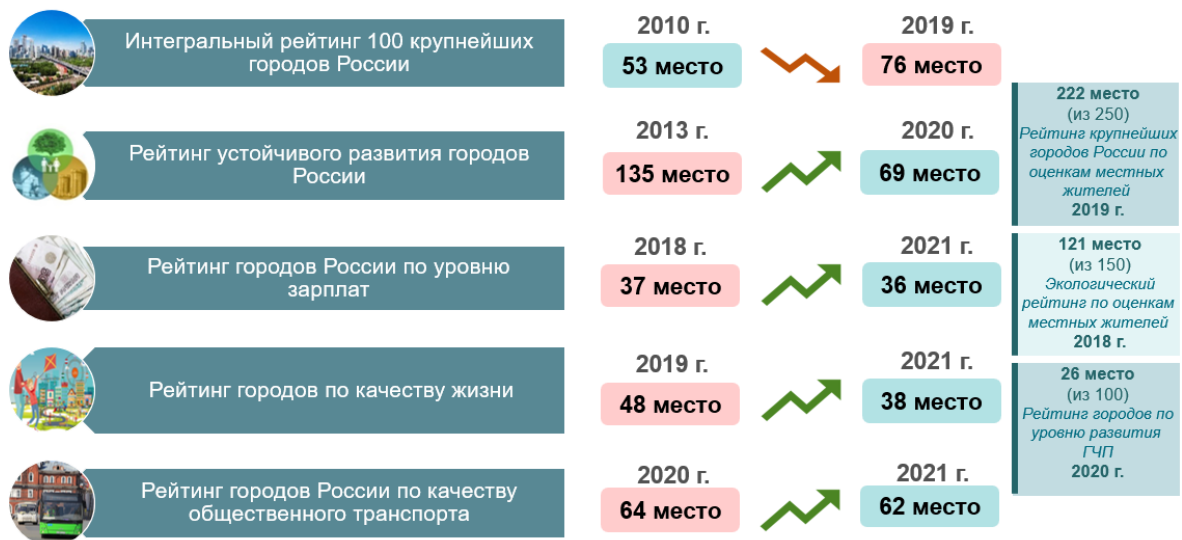 Интегральный рейтинг 100 крупнейших
городов России
2010 г.
53 место
2019 г.
76 место
Рейтинг устойчивого развития городов
России
2013 г.
135 место
2020 г.
69 место
Рейтинг городов России по уровню
зарплат
2018 г.
37 место
2021 г.
36 место
Рейтинг городов по качеству жизни
2019 г.
48 место
2021 г.
38 место
Рейтинг городов России по качеству
общественного транспорта
2020 г.
64 место
2021 г.
62 место
222 место
(из 250)
Рейтинг крупнейших
городов России по
оценкам местных
жителей
2019 г.
121 место
(из 150)
Экологический
рейтинг по оценкам
местных жителей
2018 г.
26 место
(из 100)
Рейтинг городов по
уровню развития
ГЧП
2020 г.